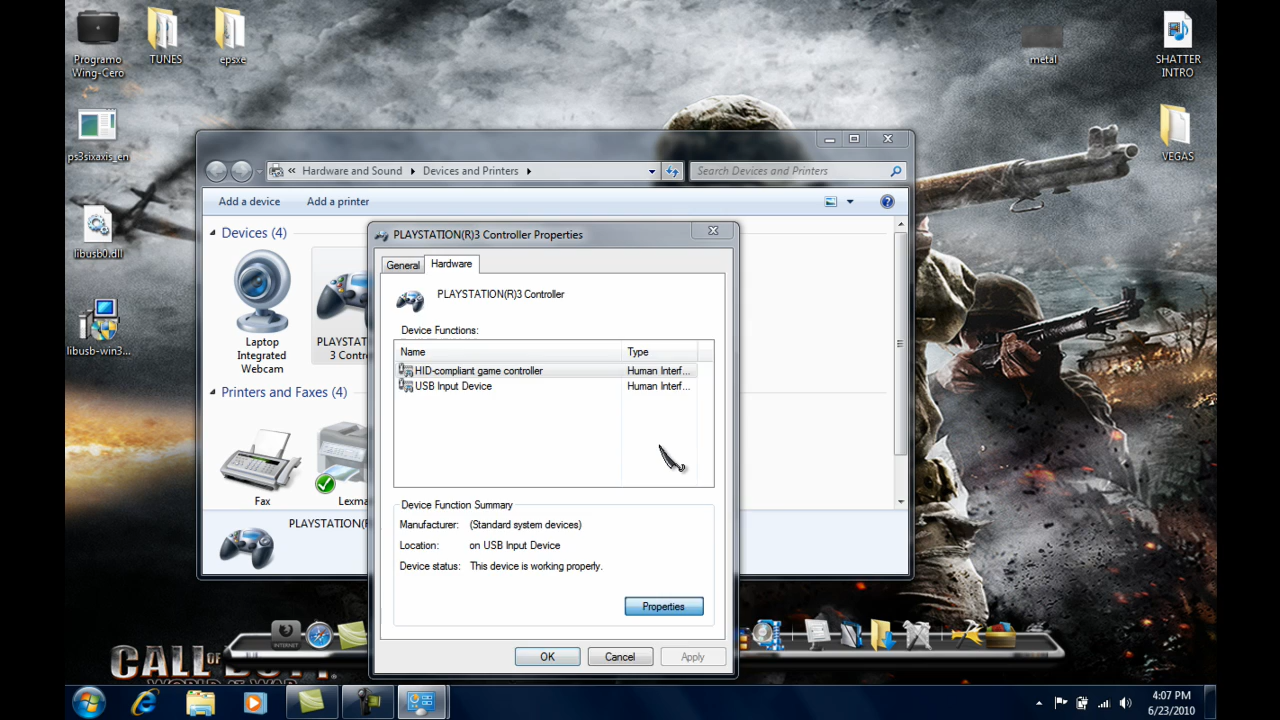 Programo
Wing-Cero
TUNES
epsxe
metal
SHATTER
INTRO
ps3sixaxis_en
VEGAS
libusb0.dll
libusb-win3...
Hardware and Sound
Devices and Printers
Search Devices and Printers
Add a device
Add a printer
Devices (4)
Laptop
Integrated
Webcam
PLAYSTAT
3 Contr
Printers and Faxes (4)
Fax
Lexma
PLAYSTATION(
PLAYSTATION(R)3 Controller Properties
General
Hardware
PLAYSTATION(R)3 Controller
Device Functions:
Name Type
HID-compliant game controller Human Interf...
USB Input Device Human Interf...
Device Function Summary
Manufacturer: (Standard system devices)
Location: on USB Input Device
Device status: This device is working properly.
Properties
OK
Cancel
Apply
INTERNET
CALL OF
WORLD AT WAR
4:07 PM
6/23/2010